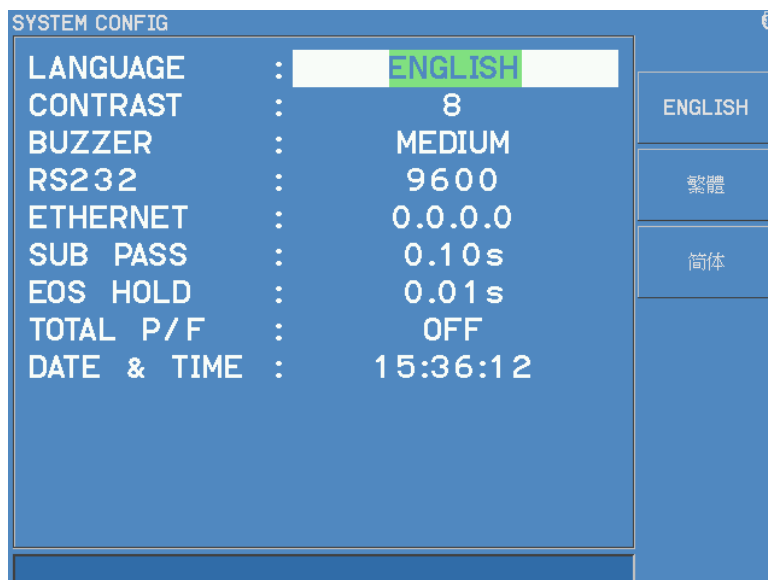 SYSTEM CONFIG
LANGUAGE : ENGLISH
CONTRAST : 8
BUZZER : MEDIUM
RS232 : 9600
ETHERNET : 0.0.0.0
SUB PASS : 0.10s
EOS HOLD : 0.01s
TOTAL P/F : OFF
DATE & TIME : 15:36:12
ENGLISH
繁體
简体